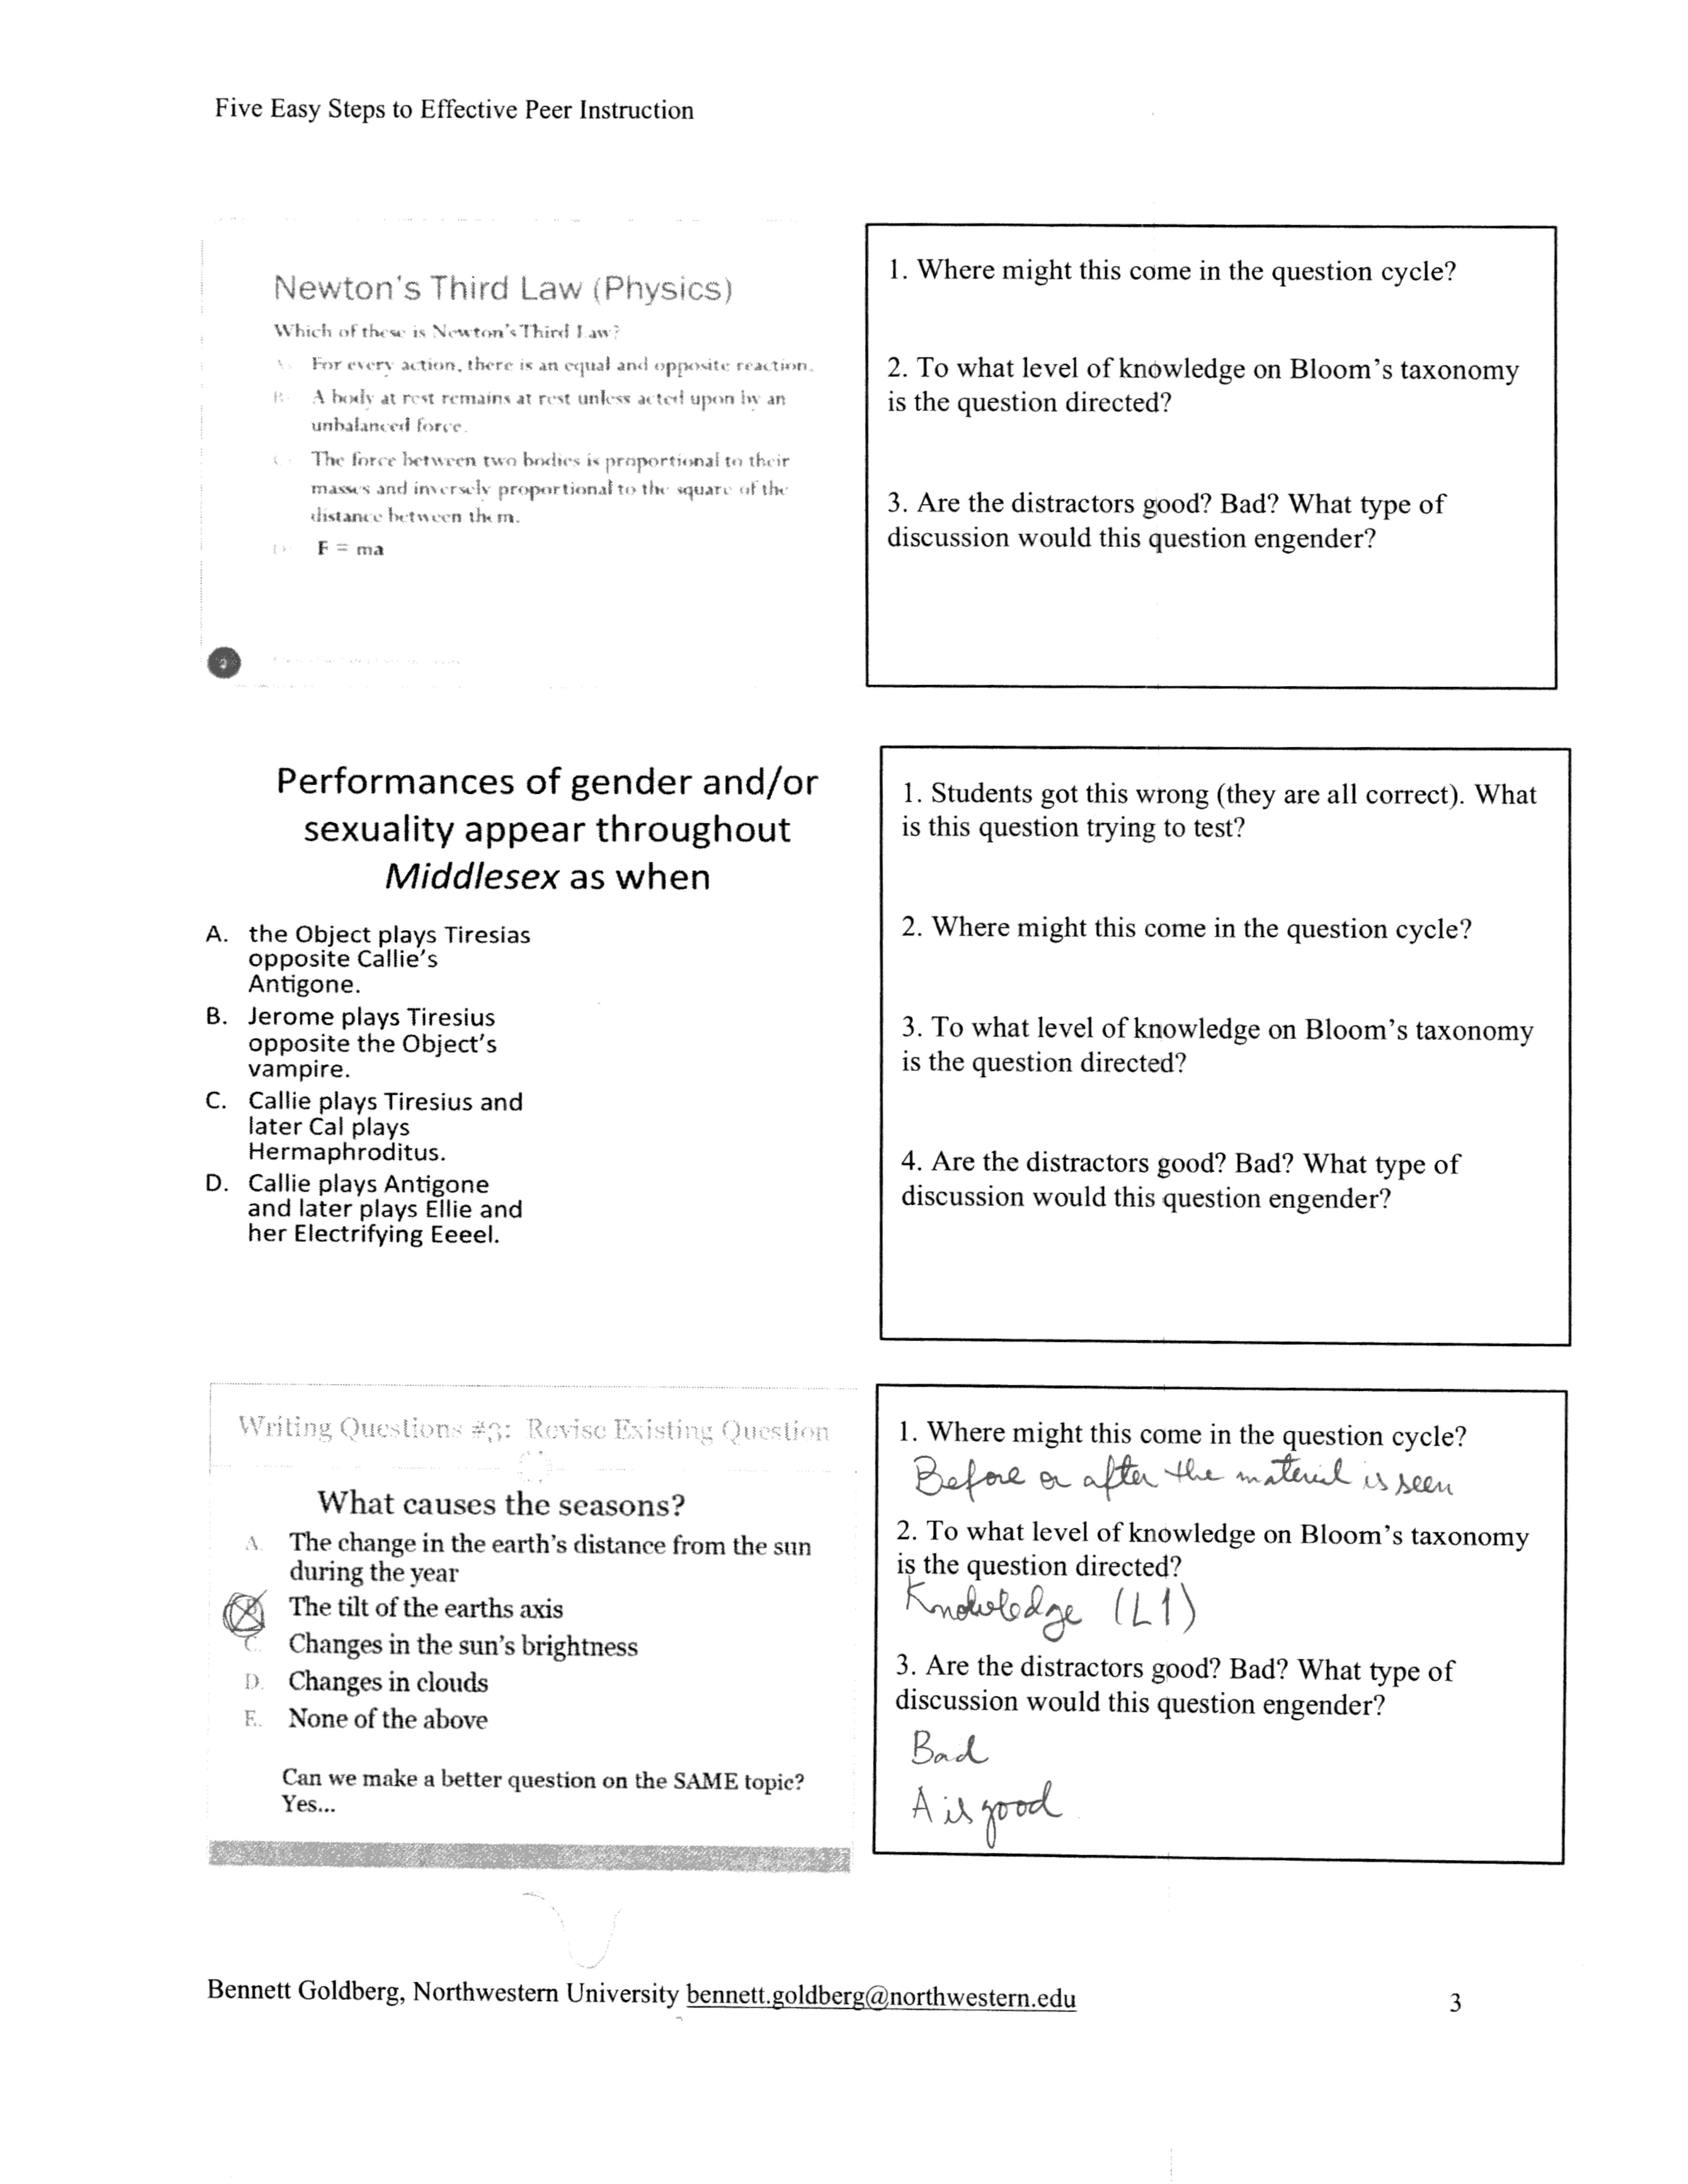 Five Easy Steps to Effective Peer Instruction
Newton's Third Law (Physics)
Which of these is Newton's Third Law?
A. For every action, there is an equal and opposite reaction.
B. A body at rest remains at rest unless acted upon by an
unbalanced force.
C. The force between two bodies is proportional to their
masses and inversely proportional to the square of the
distance between them.
D. F = ma
1. Where might this come in the question cycle?
2. To what level of knowledge on Bloom's taxonomy
is the question directed?
3. Are the distractors good? Bad? What type of
discussion would this question engender?
Performances of gender and/or
sexuality appear throughout
Middlesex as when
A. the Object plays Tiresias
opposite Callie's
Antigone.
B. Jerome plays Tiresius
opposite the Object's
vampire.
C. Callie plays Tiresius and
later Cal plays
Hermaphroditus.
D. Callie plays Antigone
and later plays Ellie and
her Electrifying Eeeel.
1. Students got this wrong (they are all correct). What
is this question trying to test?
2. Where might this come in the question cycle?
3. To what level of knowledge on Bloom's taxonomy
is the question directed?
4. Are the distractors good? Bad? What type of
discussion would this question engender?
Writing Questions #3: Revise Existing Question
What causes the seasons?
A. The change in the earth's distance from the sun
during the year
B The tilt of the earths axis
C. Changes in the sun's brightness
D. Changes in clouds
E. None of the above
Can we make a better question on the SAME topic?
Yes...
1. Where might this come in the question cycle?
Before or after the material is seen
2. To what level of knowledge on Bloom's taxonomy
is the question directed?
Knowledge (L1)
3. Are the distractors good? Bad? What type of
discussion would this question engender?
Bad
A is good
Bennett Goldberg, Northwestern University bennett.goldberg@northwestern.edu
3